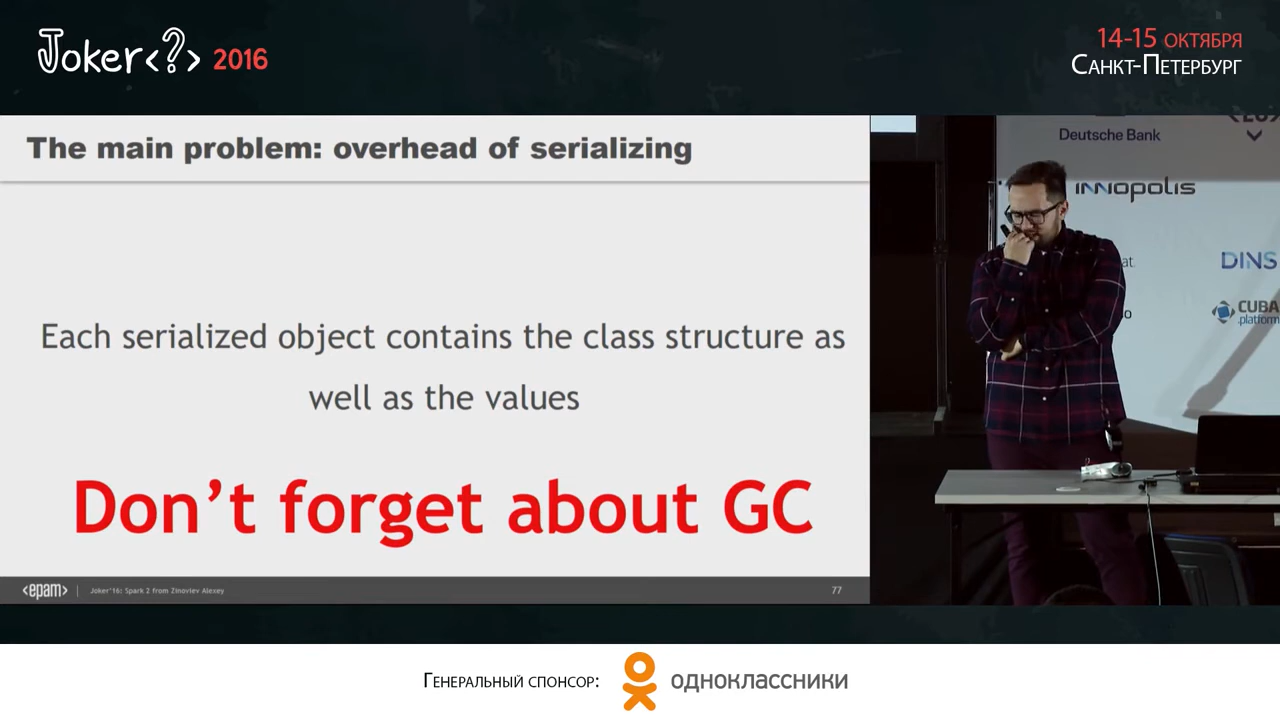 Joker<?> 2016
14-15 ОКТЯБРЯ
САНКТ-ПЕТЕРБУРГ
The main problem: overhead of serializing
Each serialized object contains the class structure as
well as the values
Don't forget about GC
<epam>
Joker'16: Spark 2 from Zinoviev Alexey
77
Deutsche Bank
INNOPOLIS
DINS
CUBA
.platform
ГЕНЕРАЛЬНЫЙ СПОНСОР:
одноклассники